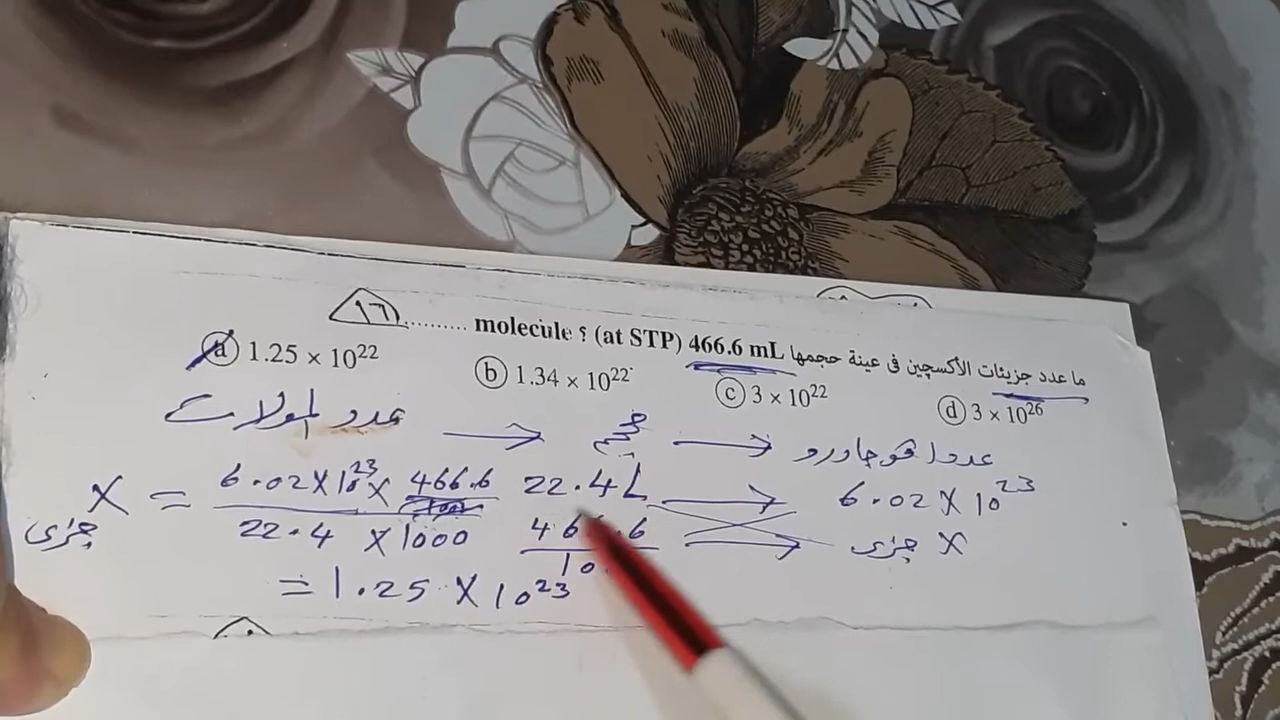 ١٦
ما عدد جزيئات الأكسجين فى عينة حجمها 466.6 mL (at STP) ؟ molecule ..........
ⓐ 1.25 × 10²² ⓑ 1.34 × 10²² ⓒ 3 × 10²² ⓓ 3 × 10²⁶
عدد المولات → حجم → عدد افوجادرو
22.4 L → 6.02 X 10²³
466.6 → X جزئ
X جزئ = 6.02 X 10²³ X 466.6
22.4 X 1000
= 1.25 X 10²³